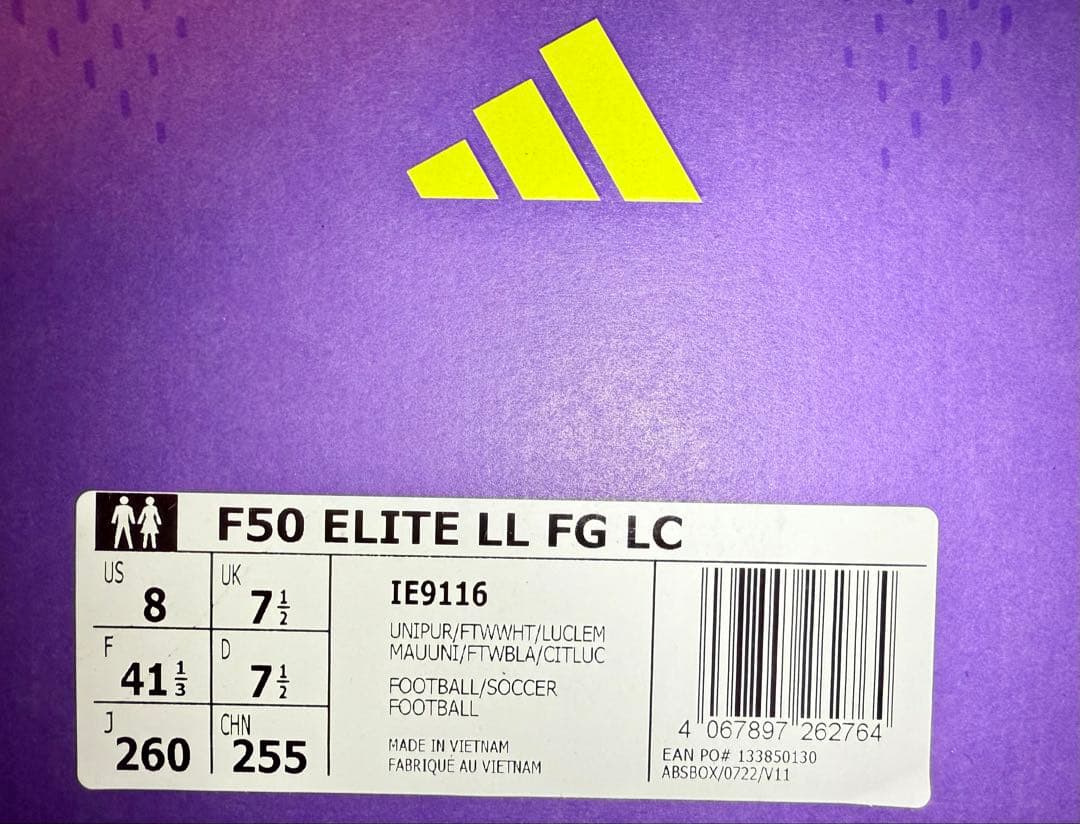 F50 ELITE LL FG LC
US 8
UK 7½
F 41⅓
D 7½
J 260
CHN 255
IE9116
UNIPUR/FTWWHT/LUCLEM
MAUUNI/FTWBLA/CITLUC
FOOTBALL/SOCCER
FOOTBALL
MADE IN VIETNAM
FABRIQUÉ AU VIETNAM
4 067897 262764
EAN PO# 133850130
ABSBOX/0722/V11